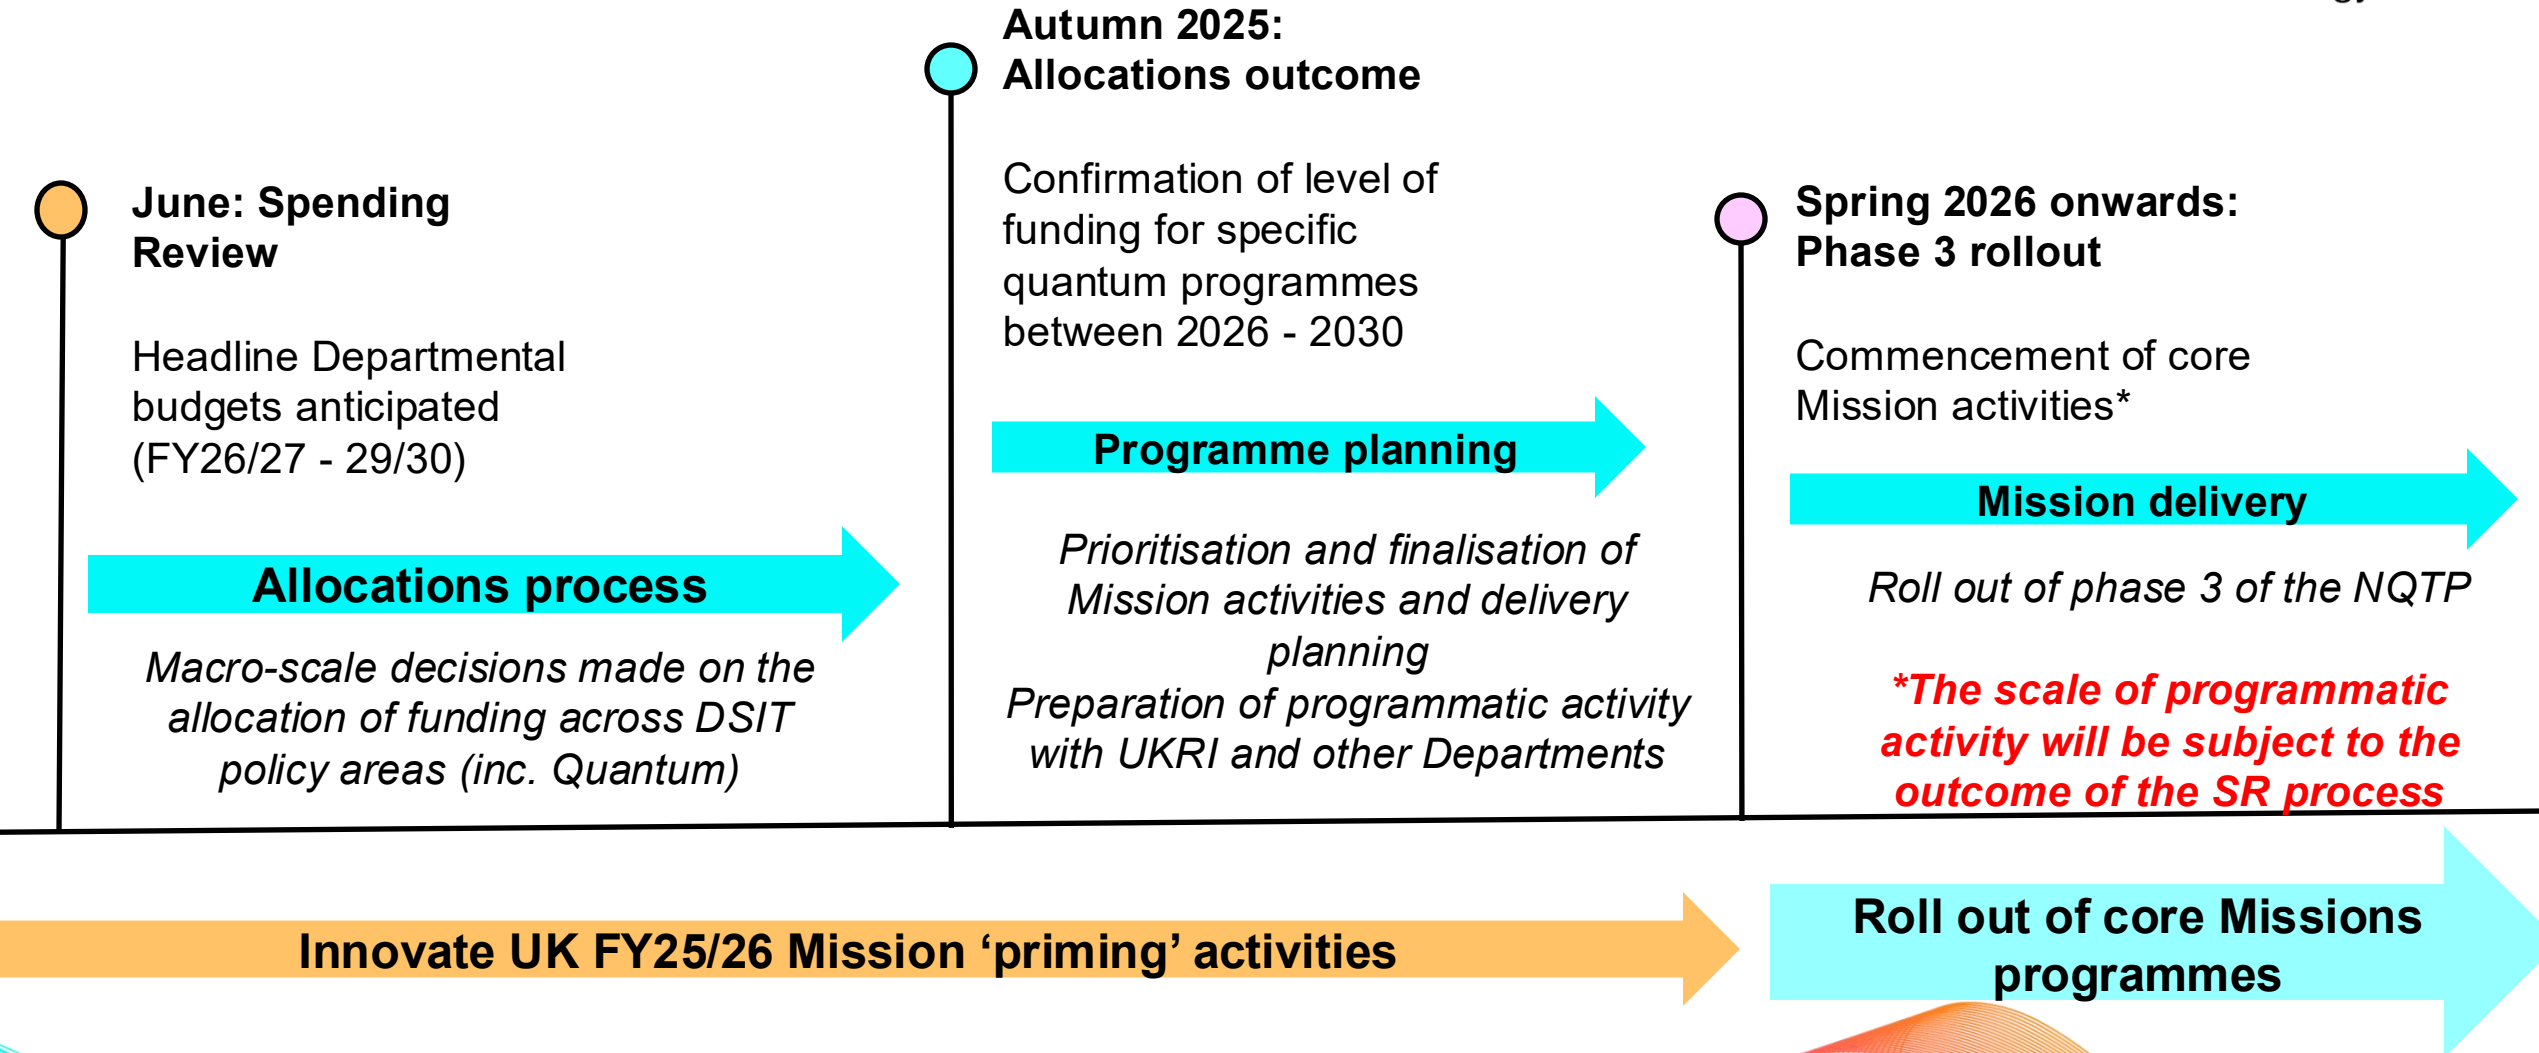 June: Spending
Review
Headline Departmental
budgets anticipated
(FY26/27 - 29/30)
Allocations process
Macro-scale decisions made on the
allocation of funding across DSIT
policy areas (inc. Quantum)
Autumn 2025:
Allocations outcome
Confirmation of level of
funding for specific
quantum programmes
between 2026 - 2030
Programme planning
Prioritisation and finalisation of
Mission activities and delivery
planning
Preparation of programmatic activity
with UKRI and other Departments
Spring 2026 onwards:
Phase 3 rollout
Commencement of core
Mission activities*
Mission delivery
Roll out of phase 3 of the NQTP
*The scale of programmatic
activity will be subject to the
outcome of the SR process
Innovate UK FY25/26 Mission ‘priming’ activities
Roll out of core Missions
programmes